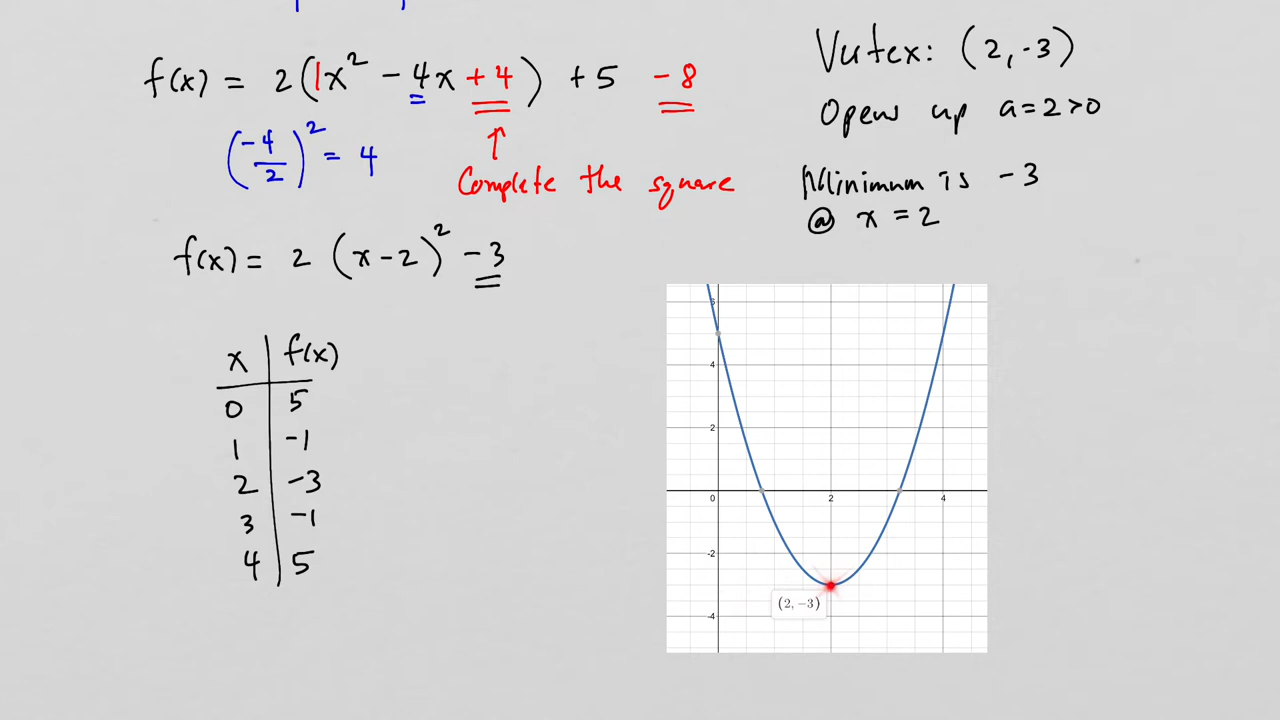 f(x) = 2(1x² - 4x + 4) + 5 - 8
(-4/2)² = 4
Complete the square
f(x) = 2 (x-2)² - 3
x | f(x)
0 | 5
1 | -1
2 | -3
3 | -1
4 | 5
Vertex: (2, -3)
Opens up a=2>0
Minimum is -3
@ x = 2
6
4
2
0 2 4
-2
(2, -3)
-4